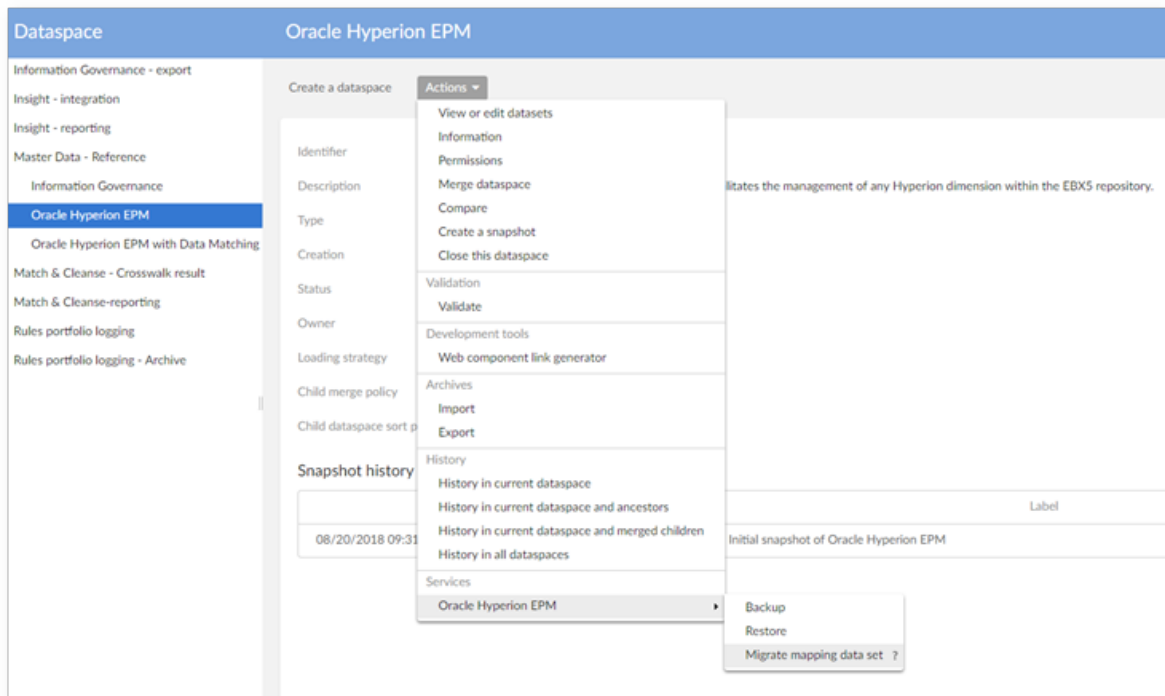 Dataspace
Oracle Hyperion EPM
Information Governance - export
Insight - integration
Insight - reporting
Master Data - Reference
Information Governance
Oracle Hyperion EPM
Oracle Hyperion EPM with Data Matching
Match & Cleanse - Crosswalk result
Match & Cleanse-reporting
Rules portfolio logging
Rules portfolio logging - Archive
Create a dataspace
Actions
View or edit datasets
Information
Permissions
Merge dataspace
Compare
Create a snapshot
Close this dataspace
Validation
Validate
Development tools
Web component link generator
Archives
Import
Export
History
History in current dataspace
History in current dataspace and ancestors
History in current dataspace and merged children
History in all dataspaces
Services
Oracle Hyperion EPM
Backup
Restore
Migrate mapping data set ?
Identifier
Description
litates the management of any Hyperion dimension within the EBX5 repository.
Type
Creation
Status
Owner
Loading strategy
Child merge policy
Child dataspace sort p
Snapshot history
Label
08/20/2018 09:31
Initial snapshot of Oracle Hyperion EPM